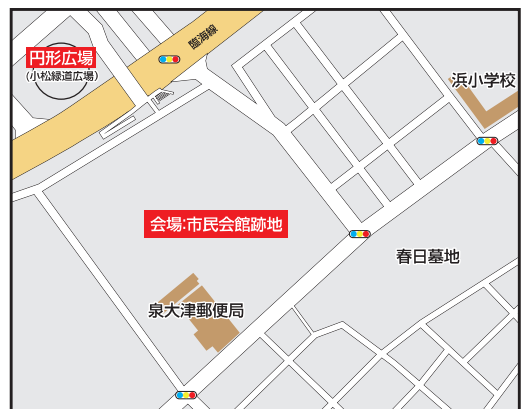 臨海線
円形広場
(小松緑道広場)
浜小学校
会場:市民会館跡地
春日墓地
泉大津郵便局